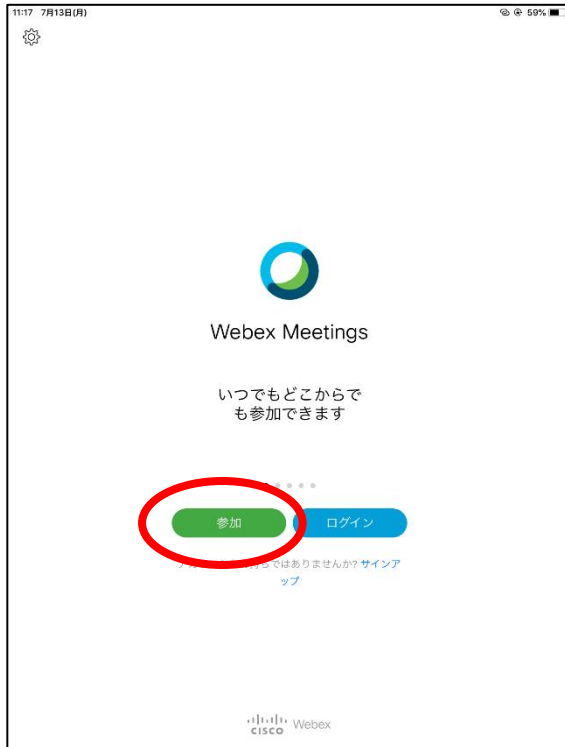 11:17 7月13日(月)
59%
Webex Meetings
いつでもどこからで
も参加できます
参加
ログイン
ではありませんか? サインア
ップ
CISCO Webex